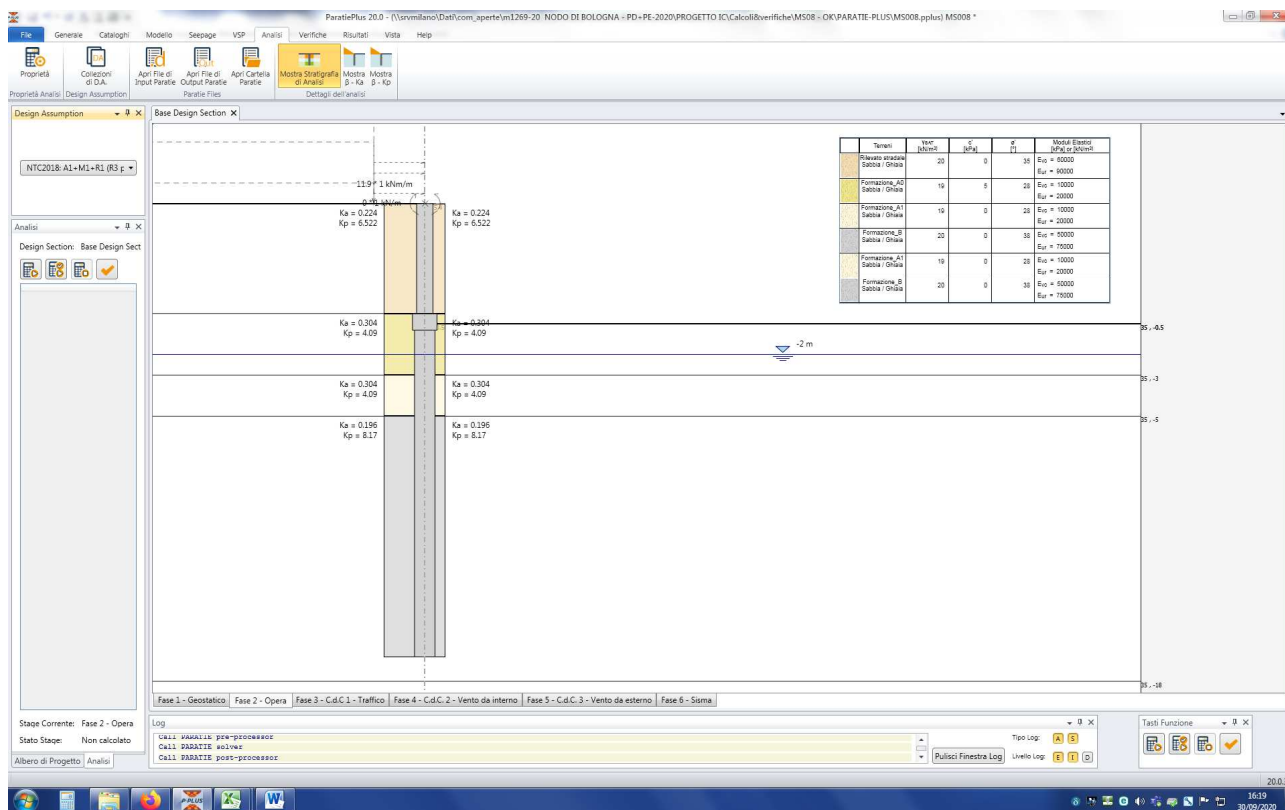 ParatiePlus 20.0 - (\\srvmilano\Dati\com_aperte\m1269-20 NODO DI BOLOGNA - PD+PE-2020\PROGETTO IC\Calcoli&verifiche\MS08 - OK\PARATIE-PLUS\MS008.pplus) MS008 *
File Generale Cataloghi Modello Seepage VSP Analisi Verifiche Risultati Vista Help
Proprietà
Collezioni di D.A.
Apri File di Input Paratie
Apri File di Output Paratie
Apri Cartella Paratie
Mostra Stratigrafia di Analisi
Mostra β - Ka
Mostra β - Kp
Proprietà Analisi Design Assumption Paratie Files Dettagli dell'analisi
Design Assumption
NTC2018: A1+M1+R1 (R3 p
Analisi
Design Section: Base Design Sect
Stage Corrente: Fase 2 - Opera
Stato Stage: Non calcolato
Albero di Progetto Analisi
Base Design Section
11.9 * 1 kNm/m
0 * 1 kN/m
Ka = 0.224 Ka = 0.224
Kp = 6.522 Kp = 6.522
Ka = 0.304 Ka = 0.304
Kp = 4.09 Kp = 4.09
Ka = 0.304 Ka = 0.304
Kp = 4.09 Kp = 4.09
Ka = 0.196 Ka = 0.196
Kp = 8.17 Kp = 8.17
-2 m
35 , -0.5
35 , -3
35 , -5
35 , -18
Terreni γSAT [kN/m³] c' [kPa] ø' [°] Moduli Elastici [kPa] or [kN/m³]
Rilevato stradale Sabbia / Ghiaia 20 0 35 Evc = 60000
Eur = 90000
Formazione_A0 Sabbia / Ghiaia 19 5 28 Evc = 10000
Eur = 20000
Formazione_A1 Sabbia / Ghiaia 19 0 28 Evc = 10000
Eur = 20000
Formazione_B Sabbia / Ghiaia 20 0 38 Evc = 50000
Eur = 75000
Formazione_A1 Sabbia / Ghiaia 19 0 28 Evc = 10000
Eur = 20000
Formazione_B Sabbia / Ghiaia 20 0 38 Evc = 50000
Eur = 75000
Fase 1 - Geostatico Fase 2 - Opera Fase 3 - C.d.C 1 - Traffico Fase 4 - C.d.C. 2 - Vento da interno Fase 5 - C.d.C. 3 - Vento da esterno Fase 6 - Sisma
Log
Call PARATIE pre-processor
Call PARATIE solver
Call PARATIE post-processor
Tipo Log: A S
Pulisci Finestra Log Livello Log: E I D
Tasti Funzione
20.0.
P-PLUS
16:19
30/09/2021